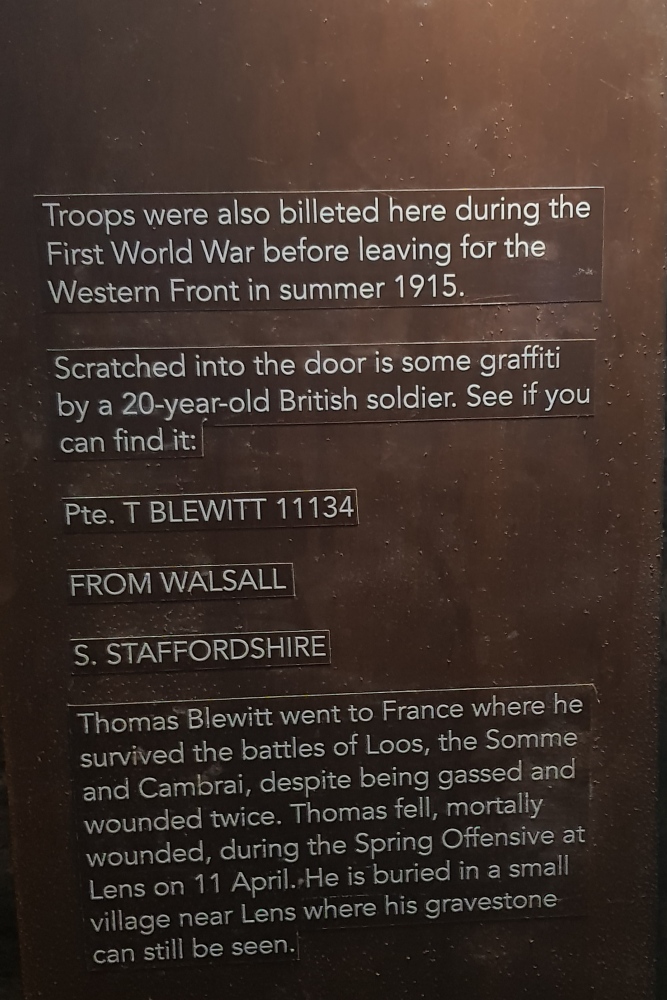 Troops were also billeted here during the
First World War before leaving for the
Western Front in summer 1915.
Scratched into the door is some graffiti
by a 20-year-old British soldier. See if you
can find it:
Pte. T BLEWITT 11134
FROM WALSALL
S. STAFFORDSHIRE
Thomas Blewitt went to France where he
survived the battles of Loos, the Somme
and Cambrai, despite being gassed and
wounded twice. Thomas fell, mortally
wounded, during the Spring Offensive at
Lens on 11 April. He is buried in a small
village near Lens where his gravestone
can still be seen.